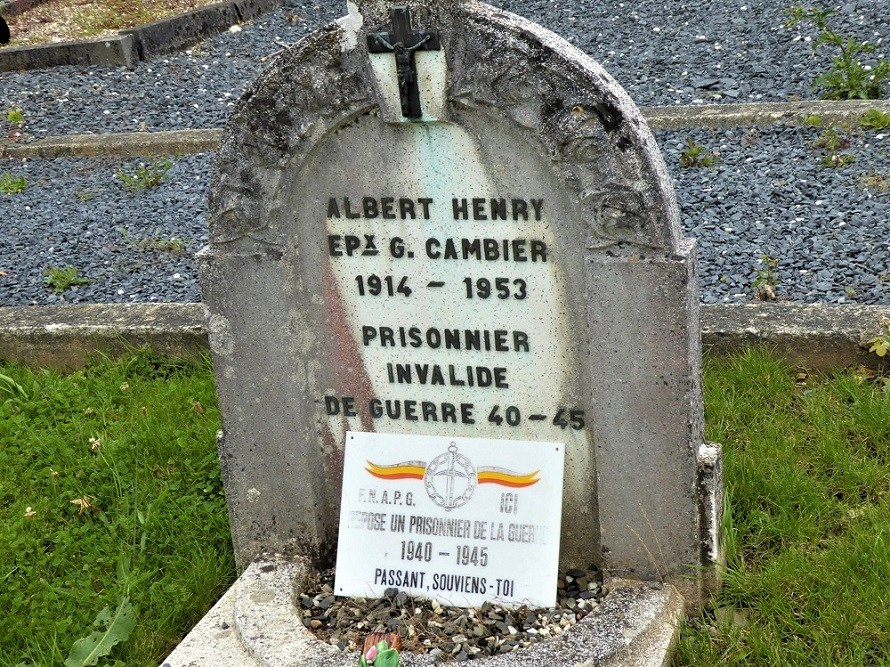 ALBERT HENRY
EPX G. CAMBIER
1914 - 1953
PRISONNIER
INVALIDE
DE GUERRE 40-45
F.N.A.P.G. ICI
REPOSE UN PRISONNIER DE LA GUERRE
1940 - 1945
PASSANT, SOUVIENS-TOI